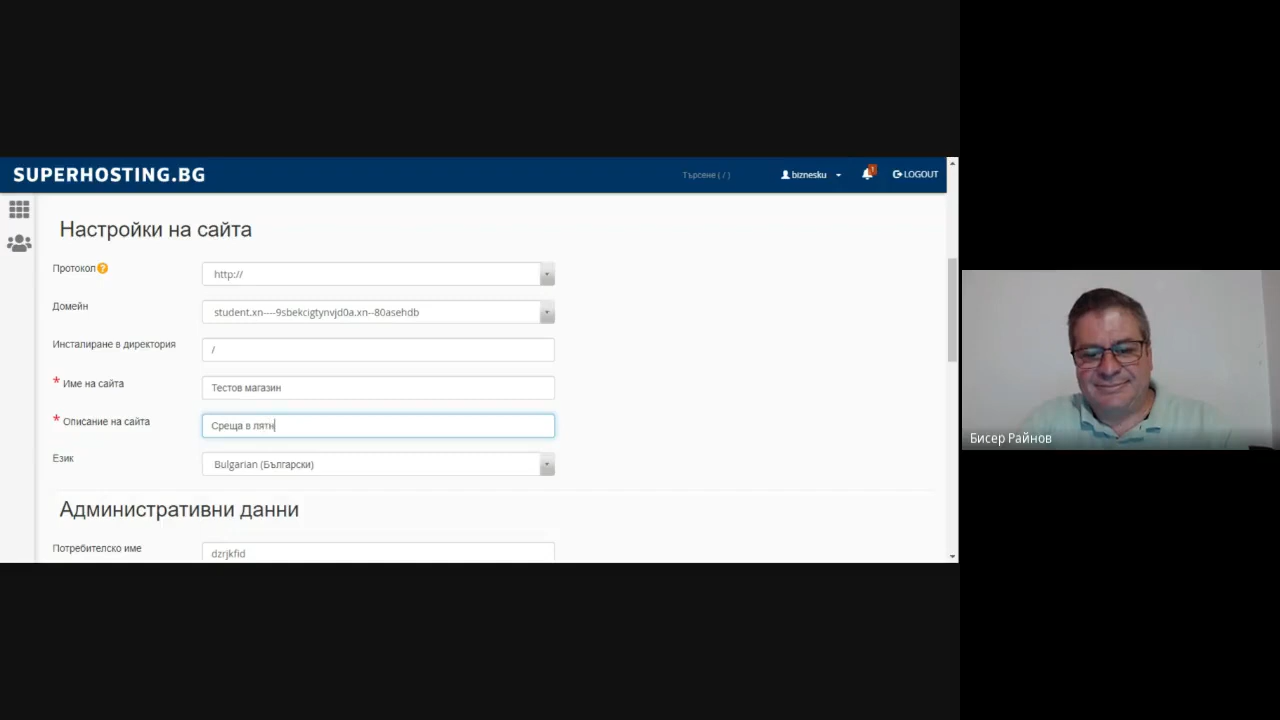 SUPERHOSTING.BG
Търсене ( / )
biznesku
1
LOGOUT
Настройки на сайта
Протокол ?
http://
Домейн
student.xn----9sbekcigtynvjd0a.xn--80asehdb
Инсталиране в директория
/
* Име на сайта
Тестов магазин
* Описание на сайта
Среща в лятн
Език
Bulgarian (Български)
Административни данни
Потребителско име
dzrjkfid
Бисер Райнов